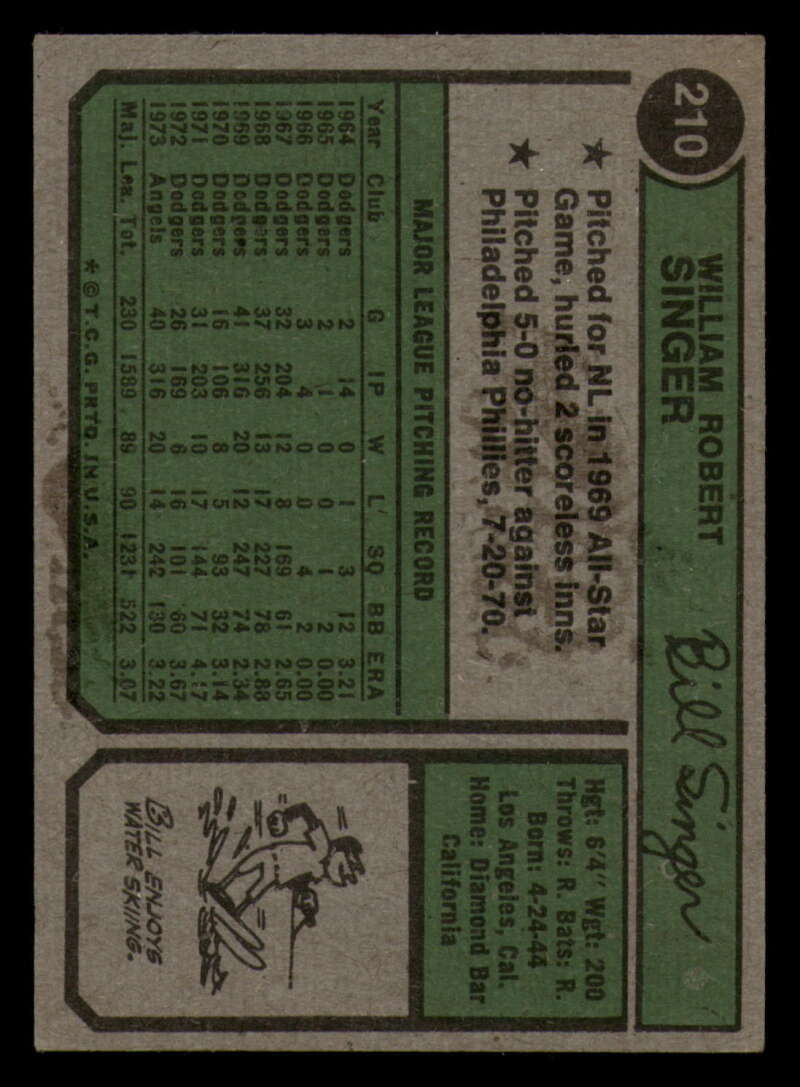 210
WILLIAM ROBERT
SINGER
Bill Singer
★ Pitched for NL in 1969 All-Star
Game, hurled 2 scoreless inns.
★ Pitched 5-0 no-hitter against
Philadelphia Phillies, 7-20-70.
Hgt: 6'4" Wgt: 200
Throws: R. Bats: R.
Born: 4-24-44
Los Angeles, Cal.
Home: Diamond Bar
California
MAJOR LEAGUE PITCHING RECORD
Year Club G IP W L SO BB ERA
1964 Dodgers 2 14 0 1 3 12 3.21
1965 Dodgers 2 1 0 0 1 2 0.00
1966 Dodgers 3 4 0 0 4 2 0.00
1967 Dodgers 32 204 12 8 169 61 2.65
1968 Dodgers 37 256 13 17 227 78 2.88
1969 Dodgers 41 316 20 12 247 74 2.34
1970 Dodgers 16 106 8 5 93 32 3.14
1971 Dodgers 31 203 10 17 144 71 4.17
1972 Dodgers 26 169 6 16 101 60 3.67
1973 Angels 40 316 20 14 242 130 3.22
Maj. Lea. Tot. 230 1589 89 90 1231 522 3.07
* © T.C.G. PRTD. IN U.S.A.
BILL ENJOYS
WATER SKIING.